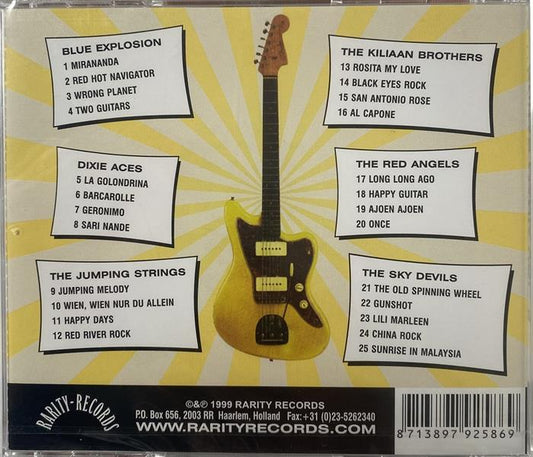 BLUE EXPLOSION
1 MIRANANDA
2 RED HOT NAVIGATOR
3 WRONG PLANET
4 TWO GUITARS
DIXIE ACES
5 LA GOLONDRINA
6 BARCAROLLE
7 GERONIMO
8 SARI NANDE
THE JUMPING STRINGS
9 JUMPING MELODY
10 WIEN, WIEN NUR DU ALLEIN
11 HAPPY DAYS
12 RED RIVER ROCK
THE KILIAAN BROTHERS
13 ROSITA MY LOVE
14 BLACK EYES ROCK
15 SAN ANTONIO ROSE
16 AL CAPONE
THE RED ANGELS
17 LONG LONG AGO
18 HAPPY GUITAR
19 AJOEN AJOEN
20 ONCE
THE SKY DEVILS
21 THE OLD SPINNING WHEEL
22 GUNSHOT
23 LILI MARLEEN
24 CHINA ROCK
25 SUNRISE IN MALAYSIA
RARITY-RECORDS
©&℗ 1999 RARITY RECORDS
P.O. Box 656, 2003 RR Haarlem, Holland Fax:+31 (0)23-5262340
WWW.RARITYRECORDS.COM
8 713897 925869